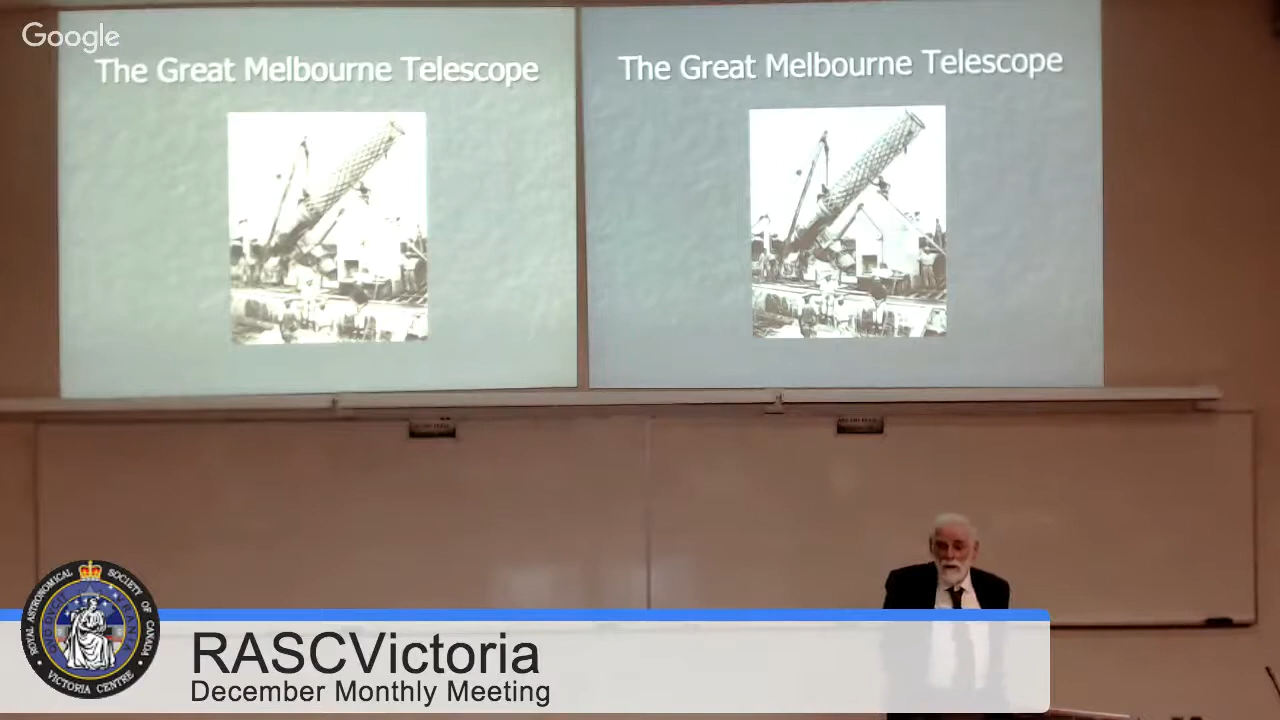 Google
The Great Melbourne Telescope
The Great Melbourne Telescope
ROYAL ASTRONOMICAL SOCIETY OF CANADA
VICTORIA CENTRE
RASCVictoria
December Monthly Meeting